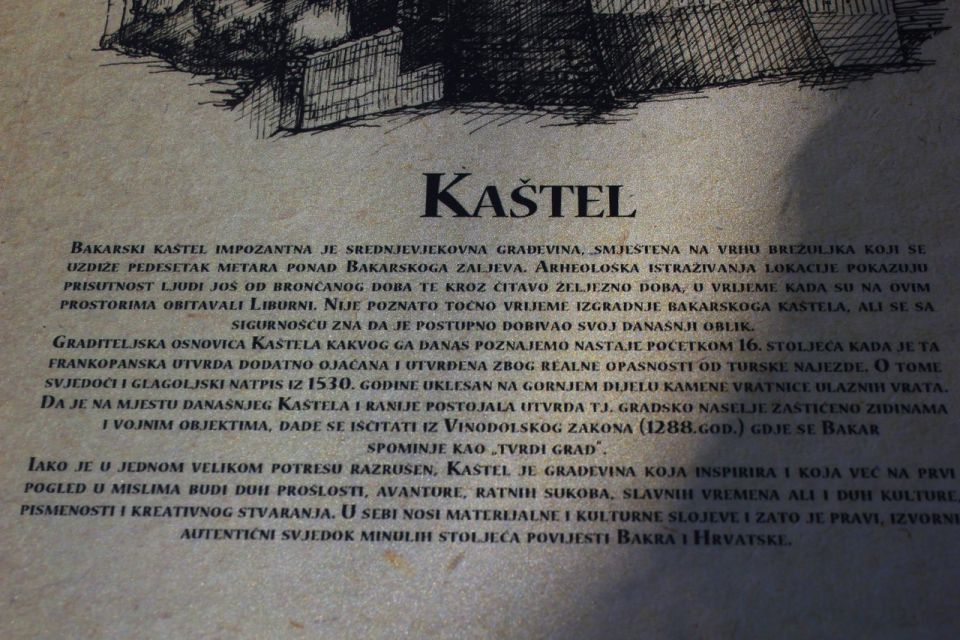 Kaštel
Bakarski kaštel impozantna je srednjevjekovna građevina, smještena na vrhu brežuljka koji se
uzdiže pedesetak metara ponad Bakarskoga zaljeva. Arheološka istraživanja lokacije pokazuju
prisutnost ljudi još od brončanog doba te kroz čitavo željezno doba, u vrijeme kada su na ovim
prostorima obitavali Liburni. Nije poznato točno vrijeme izgradnje bakarskoga kaštela, ali se sa
sigurnošću zna da je postupno dobivao svoj današnji oblik.
Graditeljska osnovica Kaštela kakvog ga danas poznajemo nastaje početkom 16. stoljeća kada je ta
frankopanska utvrda dodatno ojačana i utvrđena zbog realne opasnosti od turske najezde. O tome
svjedoči i glagoljski natpis iz 1530. godine uklesan na gornjem dijelu kamene vratnice ulaznih vrata.
Da je na mjestu današnjeg Kaštela i ranije postojala utvrda tj. gradsko naselje zaštićeno zidinama
i vojnim objektima, dade se isčitati iz Vinodolskog zakona (1288.god.) gdje se Bakar
spominje kao „tvrdi grad".
Iako je u jednom velikom potresu razrušen, Kaštel je građevina koja inspirira i koja već na prvi
pogled u mislima budi duh prošlosti, avanture, ratnih sukoba, slavnih vremena ali i duh kulture,
pismenosti i kreativnog stvaranja. U sebi nosi materijalne i kulturne slojeve i zato je pravi, izvorni
autentični svjedok minulih stoljeća povijesti Bakra i Hrvatske.